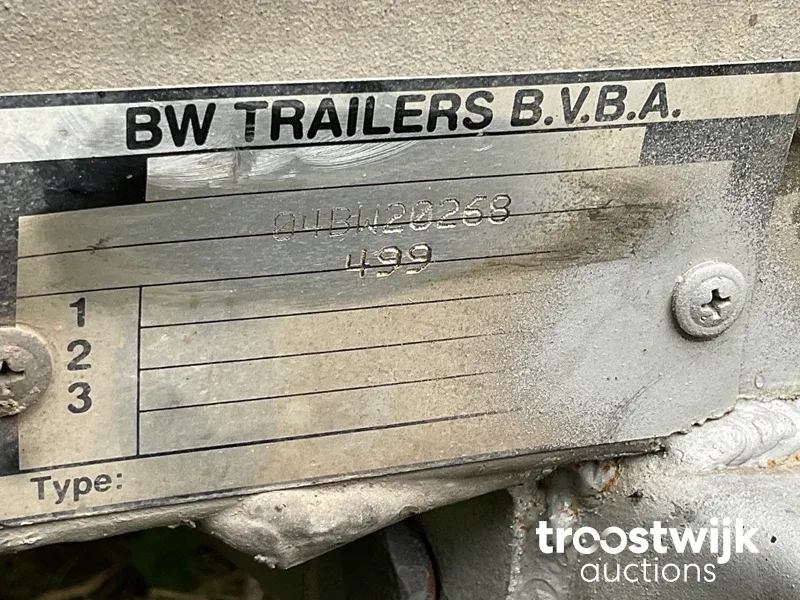 BW TRAILERS B.V.B.A.
04BW20268
499
1
2
3
Type:
troostwijk
auctions